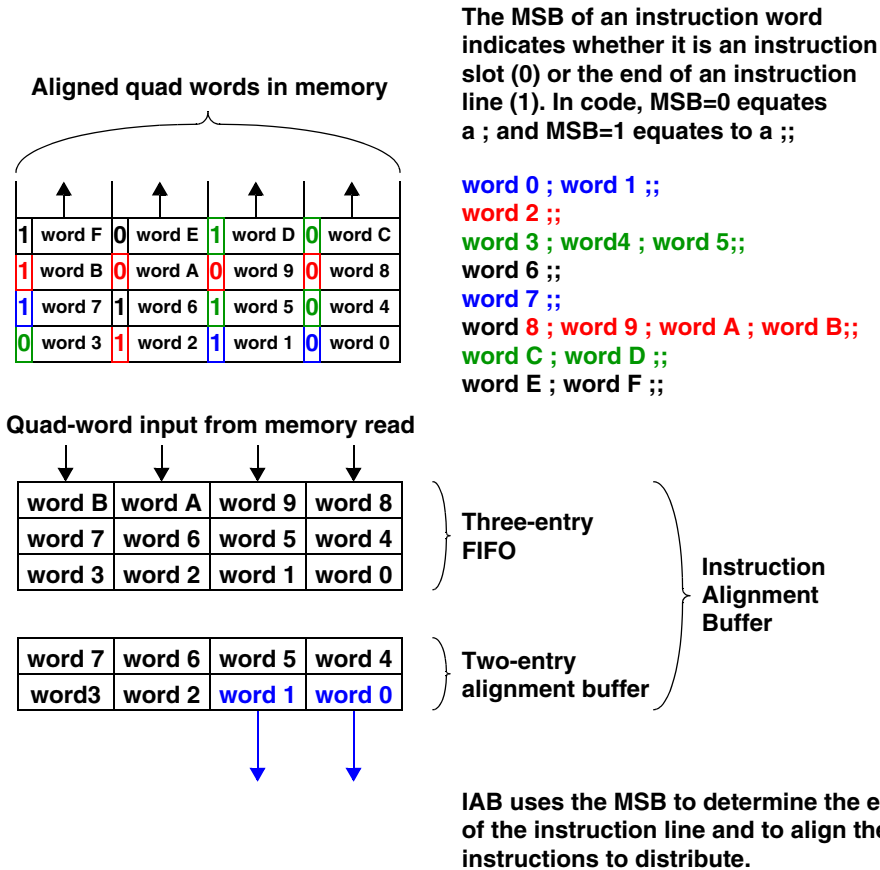 The MSB of an instruction word
indicates whether it is an instruction
slot (0) or the end of an instruction
line (1). In code, MSB=0 equates
a ; and MSB=1 equates to a ;;
Aligned quad words in memory
1 word F 0 word E 1 word D 0 word C
1 word B 0 word A 0 word 9 0 word 8
1 word 7 1 word 6 1 word 5 0 word 4
0 word 3 1 word 2 1 word 1 0 word 0
word 0 ; word 1 ;;
word 2 ;;
word 3 ; word4 ; word 5;;
word 6 ;;
word 7 ;;
word 8 ; word 9 ; word A ; word B;;
word C ; word D ;;
word E ; word F ;;
Quad-word input from memory read
word B word A word 9 word 8
word 7 word 6 word 5 word 4
word 3 word 2 word 1 word 0
Three-entry
FIFO
Instruction
Alignment
Buffer
word 7 word 6 word 5 word 4
word3 word 2 word 1 word 0
Two-entry
alignment buffer
IAB uses the MSB to determine the
of the instruction line and to align
instructions to distribute.